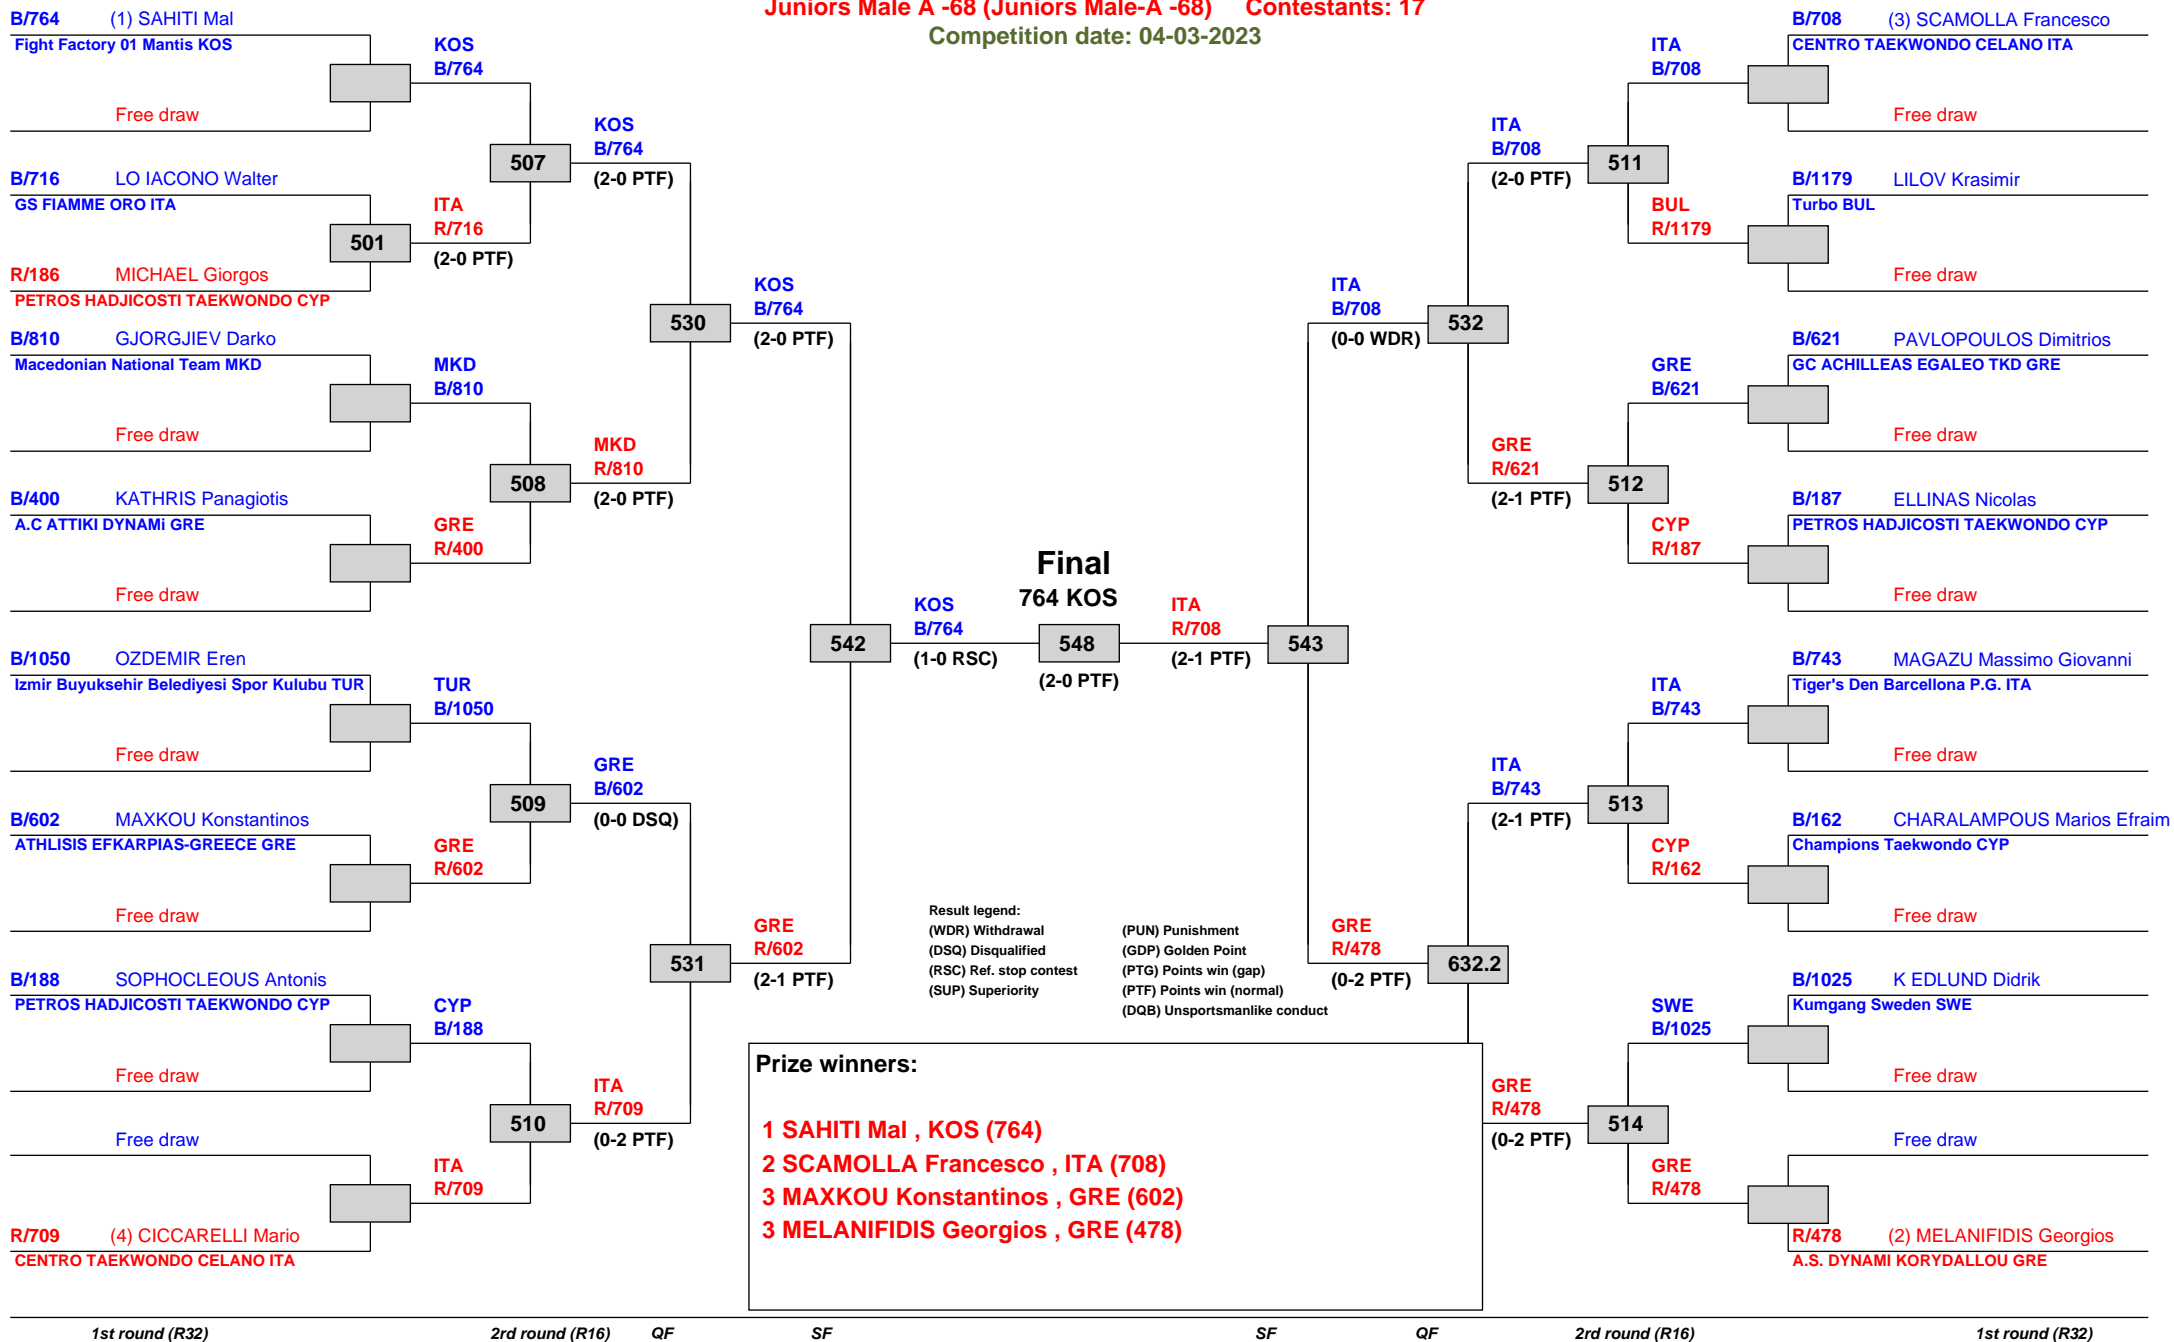 Juniors Male A -68 (Juniors Male-A -68) Contestants: 17
Competition date: 04-03-2023
B/764 (1) SAHITI Mal
Fight Factory 01 Mantis KOS
Free draw
B/716 LO IACONO Walter
GS FIAMME ORO ITA
501
R/186 MICHAEL Giorgos
PETROS HADJICOSTI TAEKWONDO CYP
B/810 GJORGJIEV Darko
Macedonian National Team MKD
Free draw
B/400 KATHRIS Panagiotis
A.C ATTIKI DYNAMi GRE
Free draw
B/1050 OZDEMIR Eren
Izmir Buyuksehir Belediyesi Spor Kulubu TUR
Free draw
B/602 MAXKOU Konstantinos
ATHLISIS EFKARPIAS-GREECE GRE
Free draw
B/188 SOPHOCLEOUS Antonis
PETROS HADJICOSTI TAEKWONDO CYP
Free draw
Free draw
R/709 (4) CICCARELLI Mario
CENTRO TAEKWONDO CELANO ITA
KOS
B/764
507
ITA
R/716
(2-0 PTF)
MKD
B/810
508
GRE
R/400
TUR
B/1050
509
GRE
R/602
CYP
B/188
510
ITA
R/709
KOS
B/764
(2-0 PTF)
530
MKD
R/810
(2-0 PTF)
GRE
B/602
(0-0 DSQ)
531
ITA
R/709
(0-2 PTF)
KOS
B/764
(2-0 PTF)
542
GRE
R/602
(2-1 PTF)
KOS
B/764
(1-0 RSC)
Final
764 KOS
548
(2-0 PTF)
ITA
R/708
(2-1 PTF)
543
ITA
B/708
(0-0 WDR)
532
GRE
R/478
(0-2 PTF)
632.2
ITA
B/708
(2-0 PTF)
511
GRE
R/621
(2-1 PTF)
512
ITA
B/743
(2-1 PTF)
513
GRE
R/478
(0-2 PTF)
514
ITA
B/708
BUL
R/1179
GRE
B/621
CYP
R/187
ITA
B/743
CYP
R/162
SWE
B/1025
GRE
R/478
B/708 (3) SCAMOLLA Francesco
CENTRO TAEKWONDO CELANO ITA
Free draw
B/1179 LILOV Krasimir
Turbo BUL
Free draw
B/621 PAVLOPOULOS Dimitrios
GC ACHILLEAS EGALEO TKD GRE
Free draw
B/187 ELLINAS Nicolas
PETROS HADJICOSTI TAEKWONDO CYP
Free draw
B/743 MAGAZU Massimo Giovanni
Tiger's Den Barcellona P.G. ITA
Free draw
B/162 CHARALAMPOUS Marios Efraim
Champions Taekwondo CYP
Free draw
B/1025 K EDLUND Didrik
Kumgang Sweden SWE
Free draw
Free draw
R/478 (2) MELANIFIDIS Georgios
A.S. DYNAMI KORYDALLOU GRE
Result legend:
(WDR) Withdrawal (PUN) Punishment
(DSQ) Disqualified (GDP) Golden Point
(RSC) Ref. stop contest (PTG) Points win (gap)
(SUP) Superiority (PTF) Points win (normal)
(DQB) Unsportsmanlike conduct
Prize winners:
1 SAHITI Mal , KOS (764)
2 SCAMOLLA Francesco , ITA (708)
3 MAXKOU Konstantinos , GRE (602)
3 MELANIFIDIS Georgios , GRE (478)
1st round (R32) 2rd round (R16) QF SF SF QF 2rd round (R16) 1st round (R32)